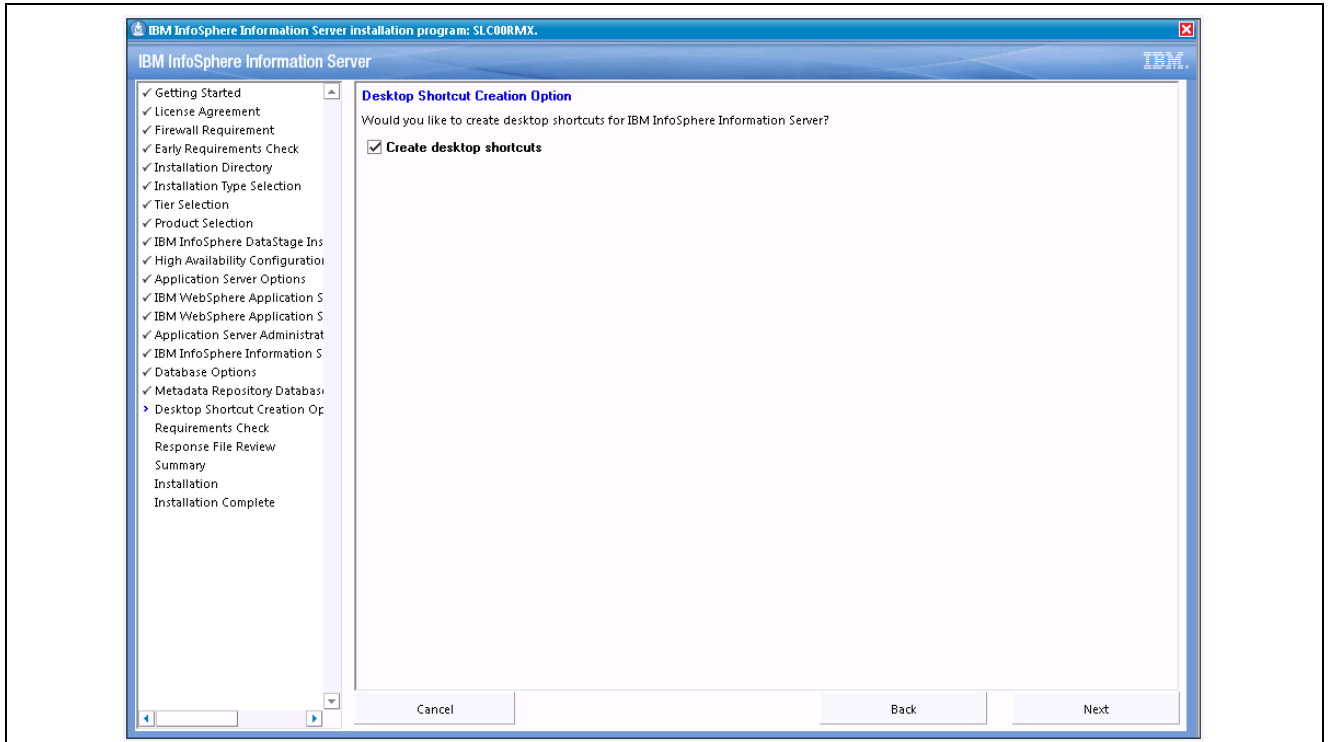 IBM InfoSphere Information Server installation program: SLC00RMX.
IBM InfoSphere Information Server
IBM.
Getting Started
License Agreement
Firewall Requirement
Early Requirements Check
Installation Directory
Installation Type Selection
Tier Selection
Product Selection
IBM InfoSphere DataStage Ins
High Availability Configuration
Application Server Options
IBM WebSphere Application S
IBM WebSphere Application S
Application Server Administrat
IBM InfoSphere Information S
Database Options
Metadata Repository Databas
Desktop Shortcut Creation Op
Requirements Check
Response File Review
Summary
Installation
Installation Complete
Desktop Shortcut Creation Option
Would you like to create desktop shortcuts for IBM InfoSphere Information Server?
Create desktop shortcuts
Cancel
Back
Next